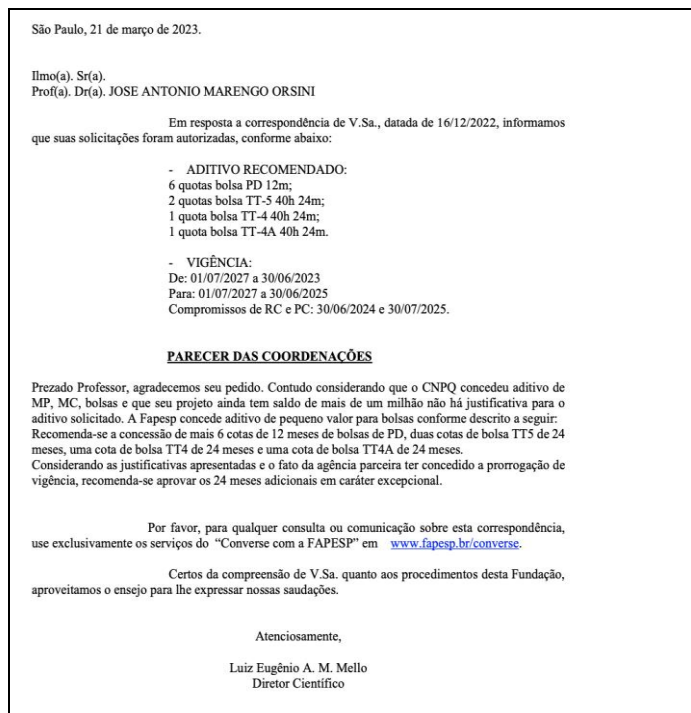 São Paulo, 21 de março de 2023.
Ilmo(a). Sr(a).
Prof(a). Dr(a). JOSE ANTONIO MARENGO ORSINI
Em resposta a correspondência de V.Sa., datada de 16/12/2022, informamos
que suas solicitações foram autorizadas, conforme abaixo:
- ADITIVO RECOMENDADO:
6 quotas bolsa PD 12m;
2 quotas bolsa TT-5 40h 24m;
1 quota bolsa TT-4 40h 24m;
1 quota bolsa TT-4A 40h 24m.
- VIGÊNCIA:
De: 01/07/2027 a 30/06/2023
Para: 01/07/2027 a 30/06/2025
Compromissos de RC e PC: 30/06/2024 e 30/07/2025.
PARECER DAS COORDENAÇÕES
Prezado Professor, agradecemos seu pedido. Contudo considerando que o CNPQ concedeu aditivo de
MP, MC, bolsas e que seu projeto ainda tem saldo de mais de um milhão não há justificativa para o
aditivo solicitado. A Fapesp concede aditivo de pequeno valor para bolsas conforme descrito a seguir:
Recomenda-se a concessão de mais 6 cotas de 12 meses de bolsas de PD, duas cotas de bolsa TT5 de 24
meses, uma cota de bolsa TT4 de 24 meses e uma cota de bolsa TT4A de 24 meses.
Considerando as justificativas apresentadas e o fato da agência parceira ter concedido a prorrogação de
vigência, recomenda-se aprovar os 24 meses adicionais em caráter excepcional.
Por favor, para qualquer consulta ou comunicação sobre esta correspondência,
use exclusivamente os serviços do “Converse com a FAPESP” em www.fapesp.br/converse.
Certos da compreensão de V.Sa. quanto aos procedimentos desta Fundação,
aproveitamos o ensejo para lhe expressar nossas saudações.
Atenciosamente,
Luiz Eugênio A. M. Mello
Diretor Científico